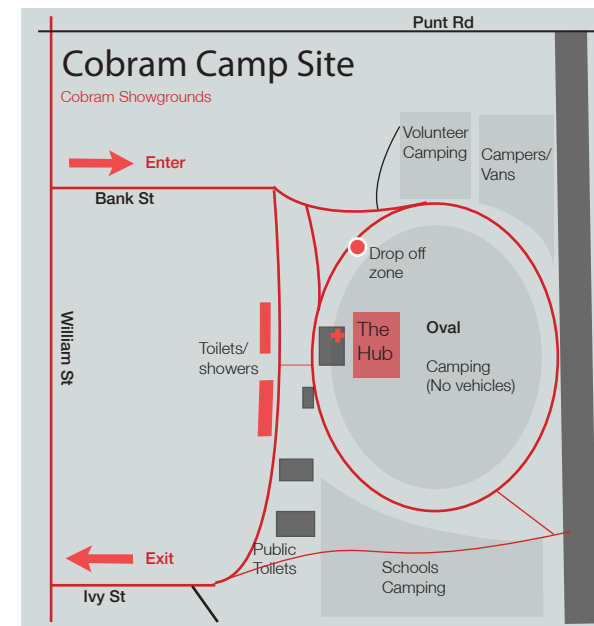 Punt Rd
Cobram Camp Site
Cobram Showgrounds
Volunteer
Camping
Campers/
Vans
Enter
Bank St
Drop off
zone
William St
The
Hub
Oval
Toilets/
showers
Camping
(No vehicles)
Exit
Public
Toilets
Schools
Camping
Ivy St